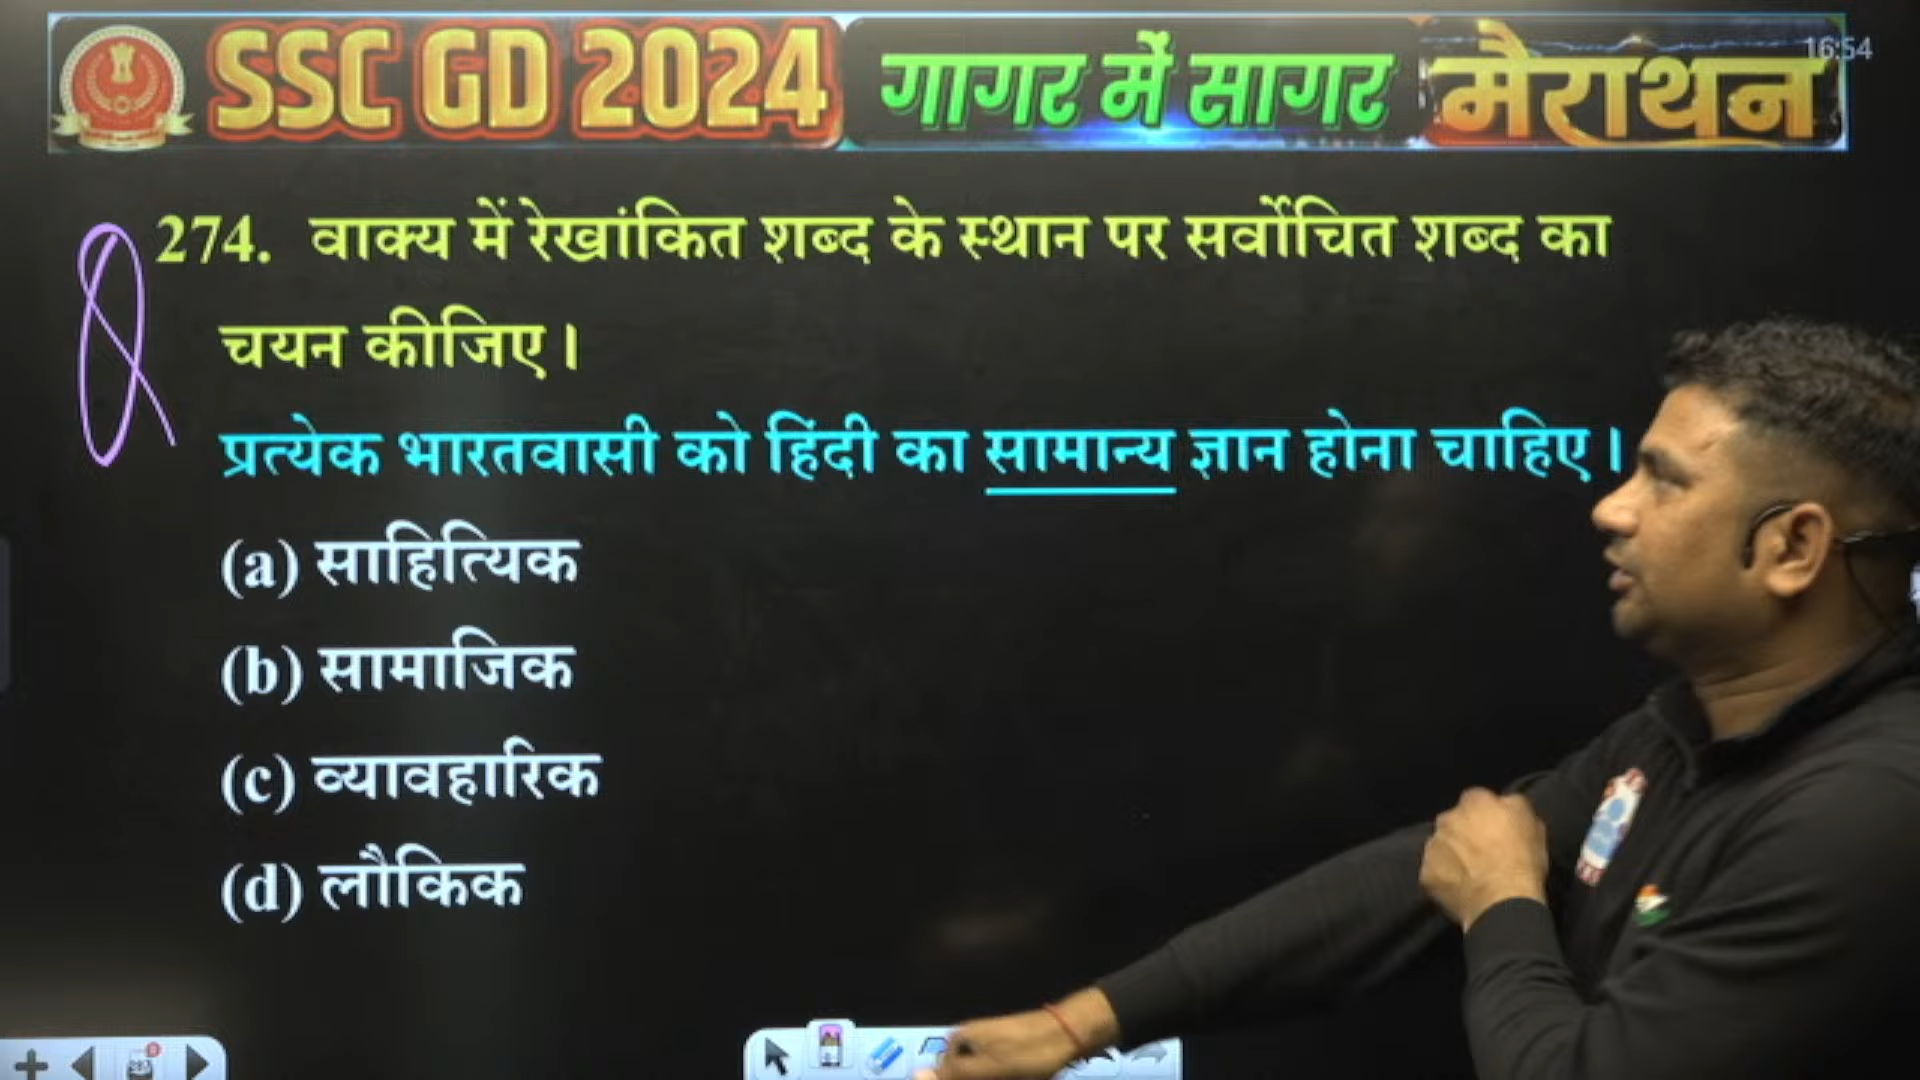 SSC GD 2024 गागर में सागर मैराथन
16:54
274. वाक्य में रेखांकित शब्द के स्थान पर सर्वोचित शब्द का
चयन कीजिए।
प्रत्येक भारतवासी को हिंदी का सामान्य ज्ञान होना चाहिए।
(a) साहित्यिक
(b) सामाजिक
(c) व्यावहारिक
(d) लौकिक